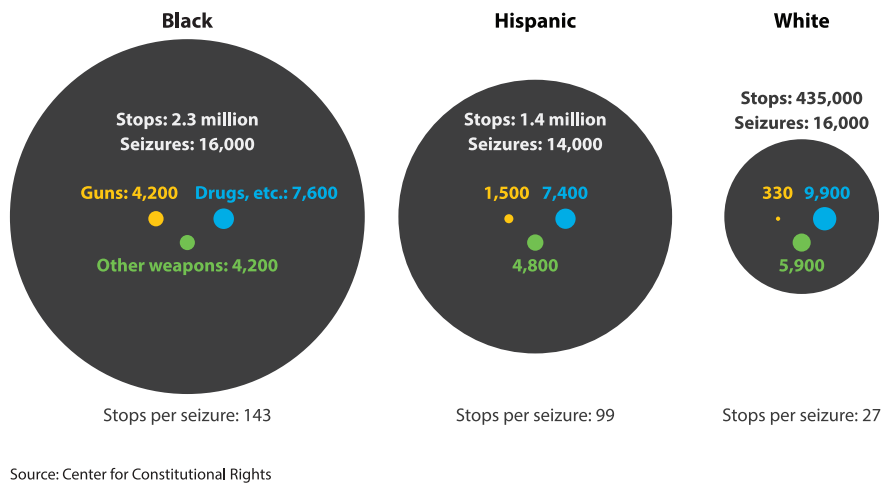 Black
Stops: 2.3 million
Seizures: 16,000
Guns: 4,200
Drugs, etc.: 7,600
Other weapons: 4,200
Stops per seizure: 143
Hispanic
Stops: 1.4 million
Seizures: 14,000
1,500
7,400
4,800
Stops per seizure: 99
White
Stops: 435,000
Seizures: 16,000
330
9,900
5,900
Stops per seizure: 27
Source: Center for Constitutional Rights